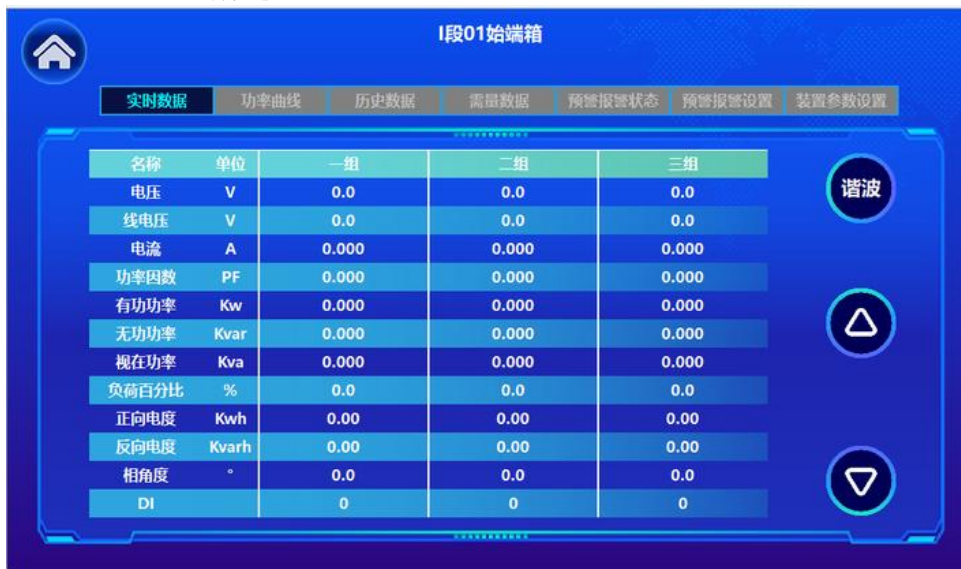 I段01始端箱
实时数据 功率曲线 历史数据 需量数据 预警报警状态 预警报警设置 装置参数设置
名称 单位 一组 二组 三组
电压 V 0.0 0.0 0.0
线电压 V 0.0 0.0 0.0
电流 A 0.000 0.000 0.000
功率因数 PF 0.000 0.000 0.000
有功功率 Kw 0.000 0.000 0.000
无功功率 Kvar 0.000 0.000 0.000
视在功率 Kva 0.000 0.000 0.000
负荷百分比 % 0.0 0.0 0.0
正向电度 Kwh 0.00 0.00 0.00
反向电度 Kvarh 0.00 0.00 0.00
相角度 ° 0.0 0.0 0.0
DI 0 0 0
谐波